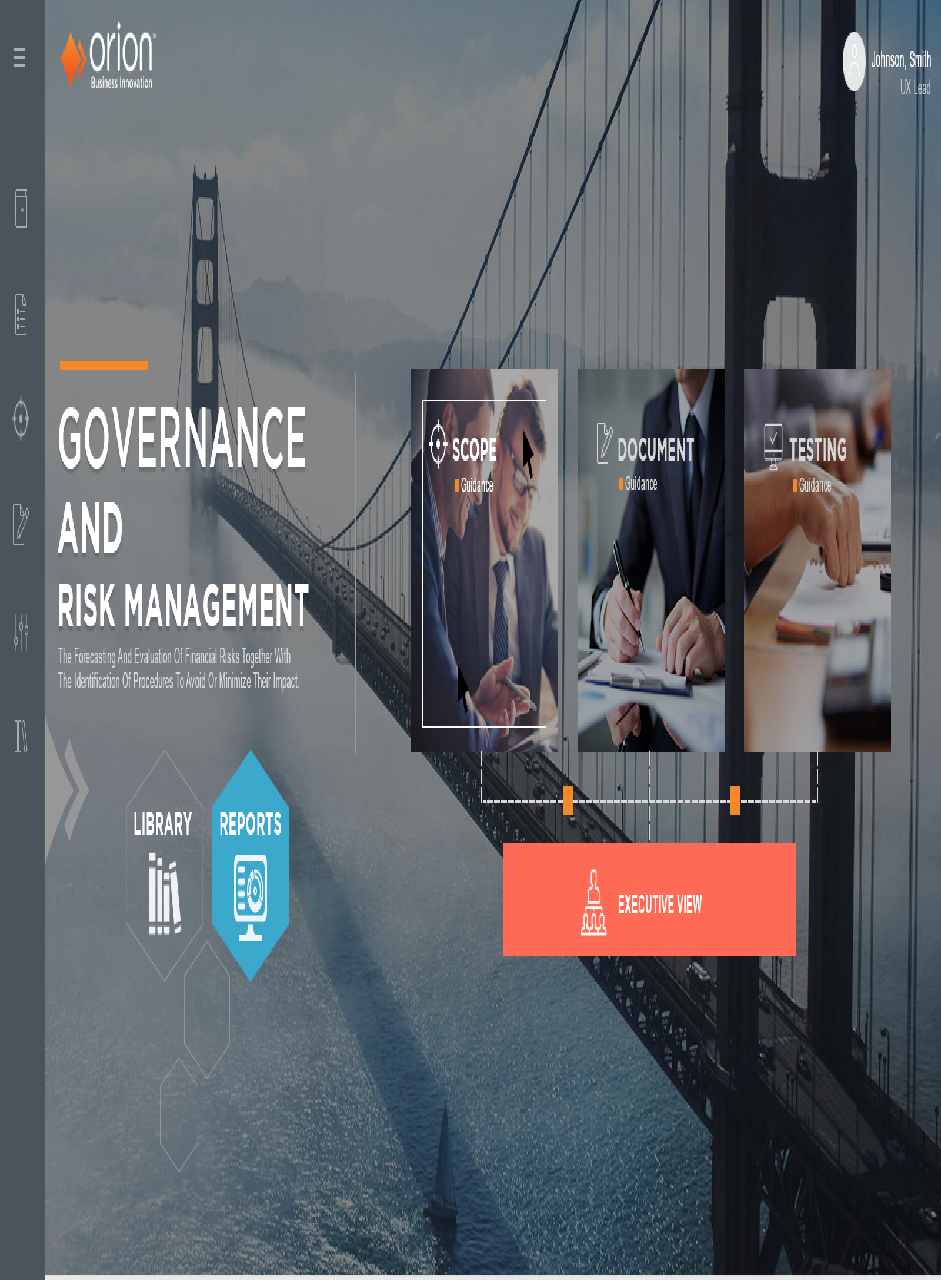 orion
Business Innovation
Johnson, Smith
UX Lead
GOVERNANCE
AND
RISK MANAGEMENT
The Forecasting And Evaluation Of Financial Risks Together With
The Identification Of Procedures To Avoid Or Minimize Their Impact.
SCOPE
Guidance
DOCUMENT
Guidance
TESTING
Guidance
LIBRARY
REPORTS
EXECUTIVE VIEW